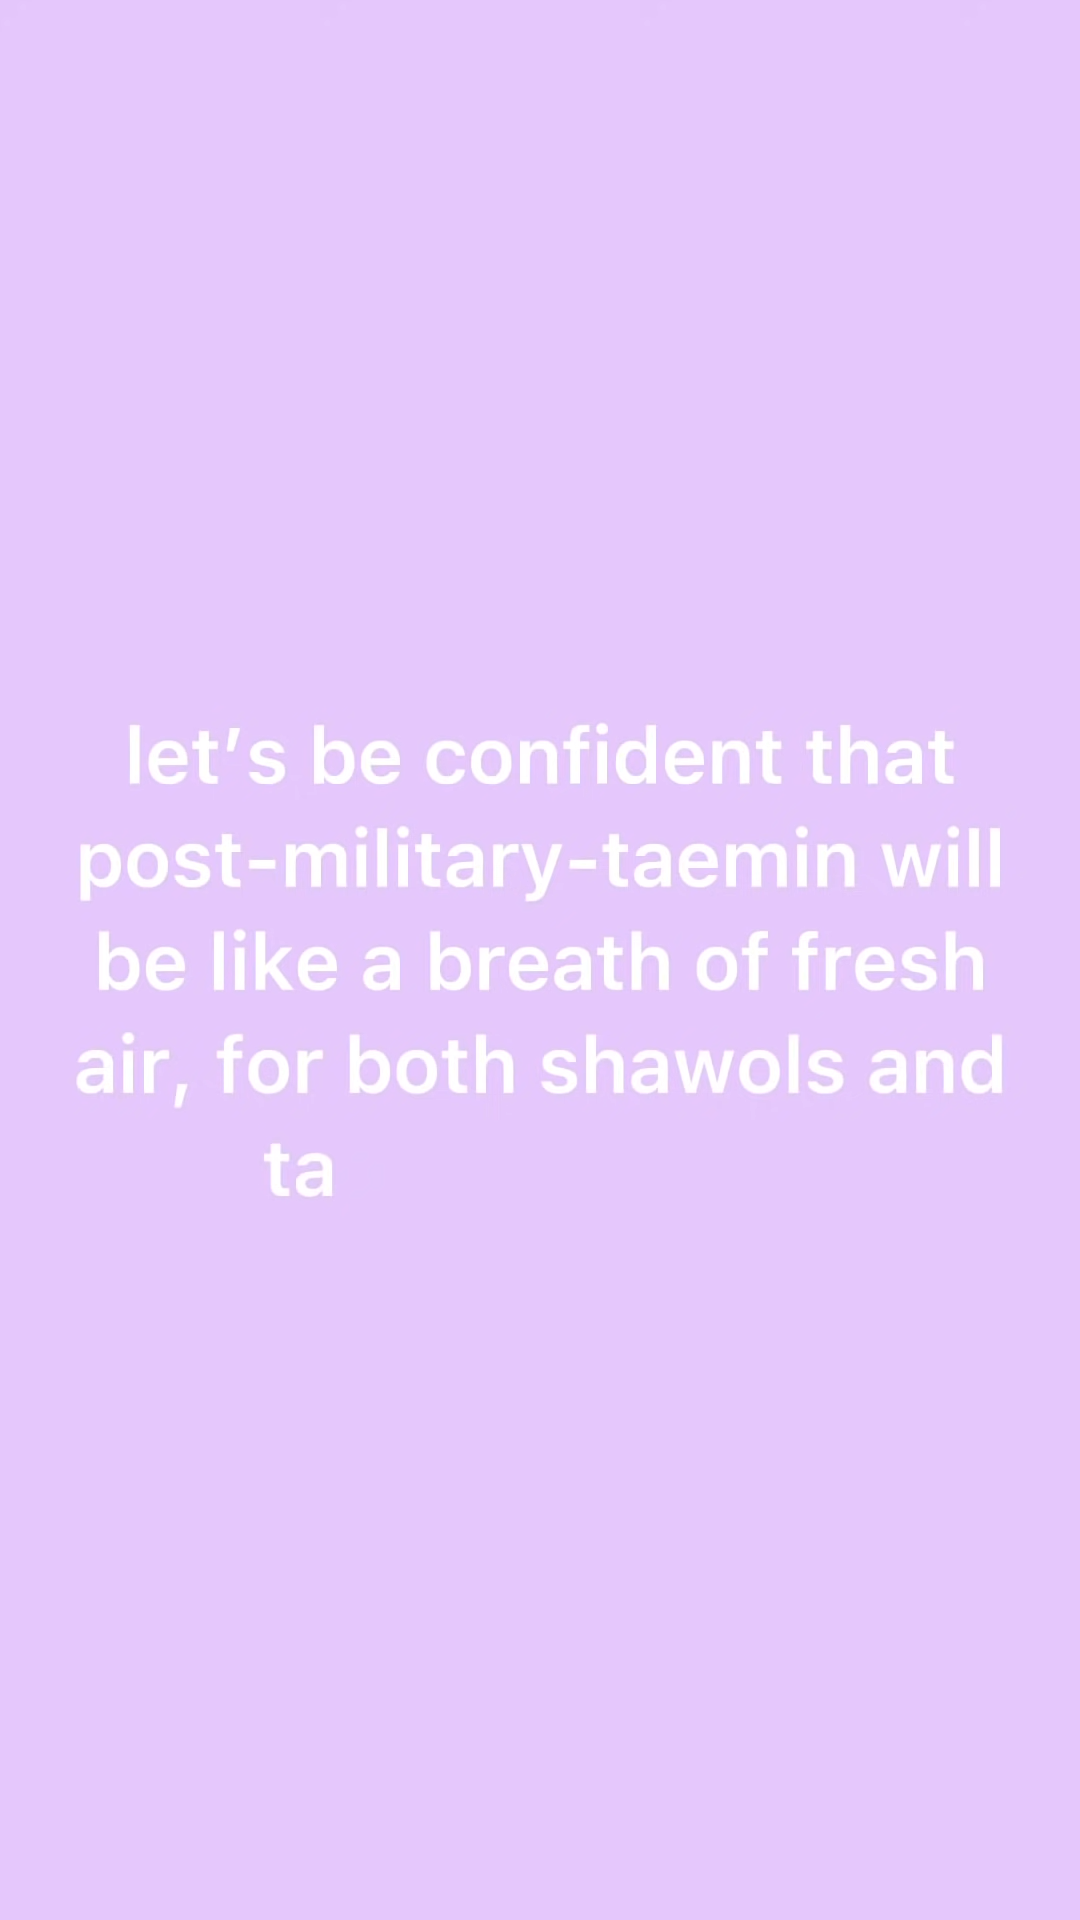 let’s be confident that
post-military-taemin will
be like a breath of fresh
air, for both shawols and
ta